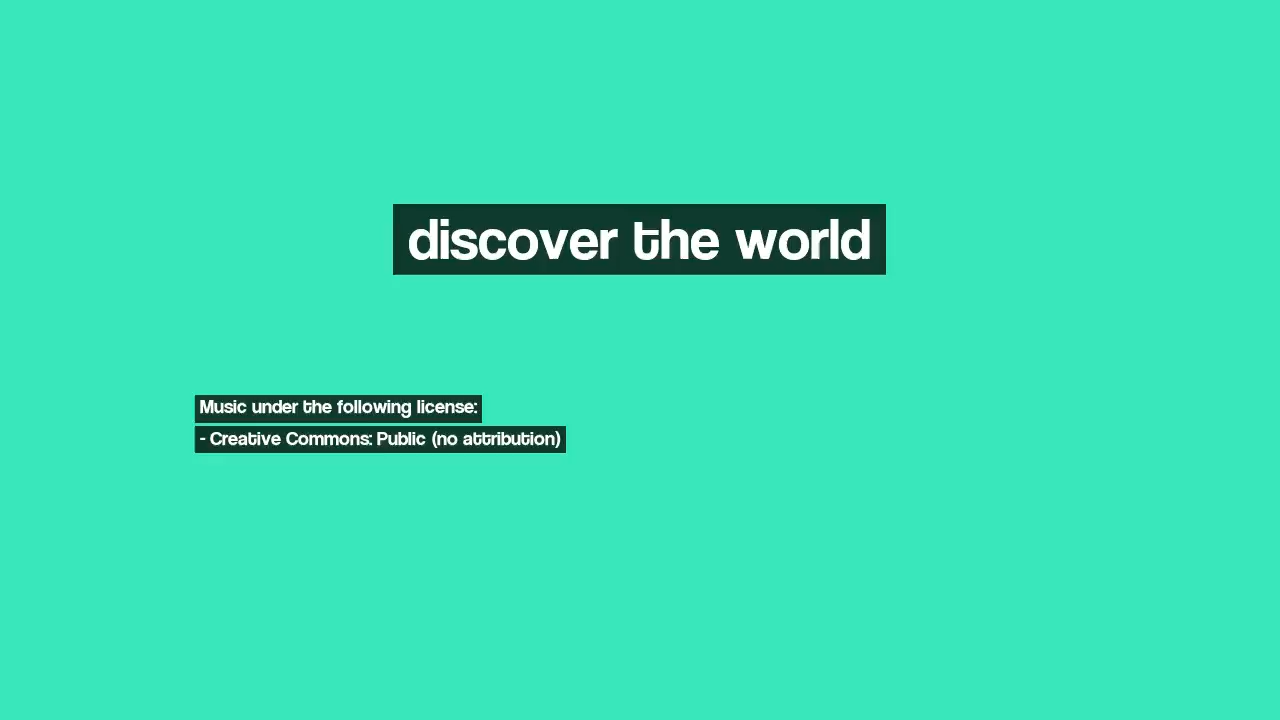 discover the world
Music under the following license:
- Creative Commons: Public (no attribution)